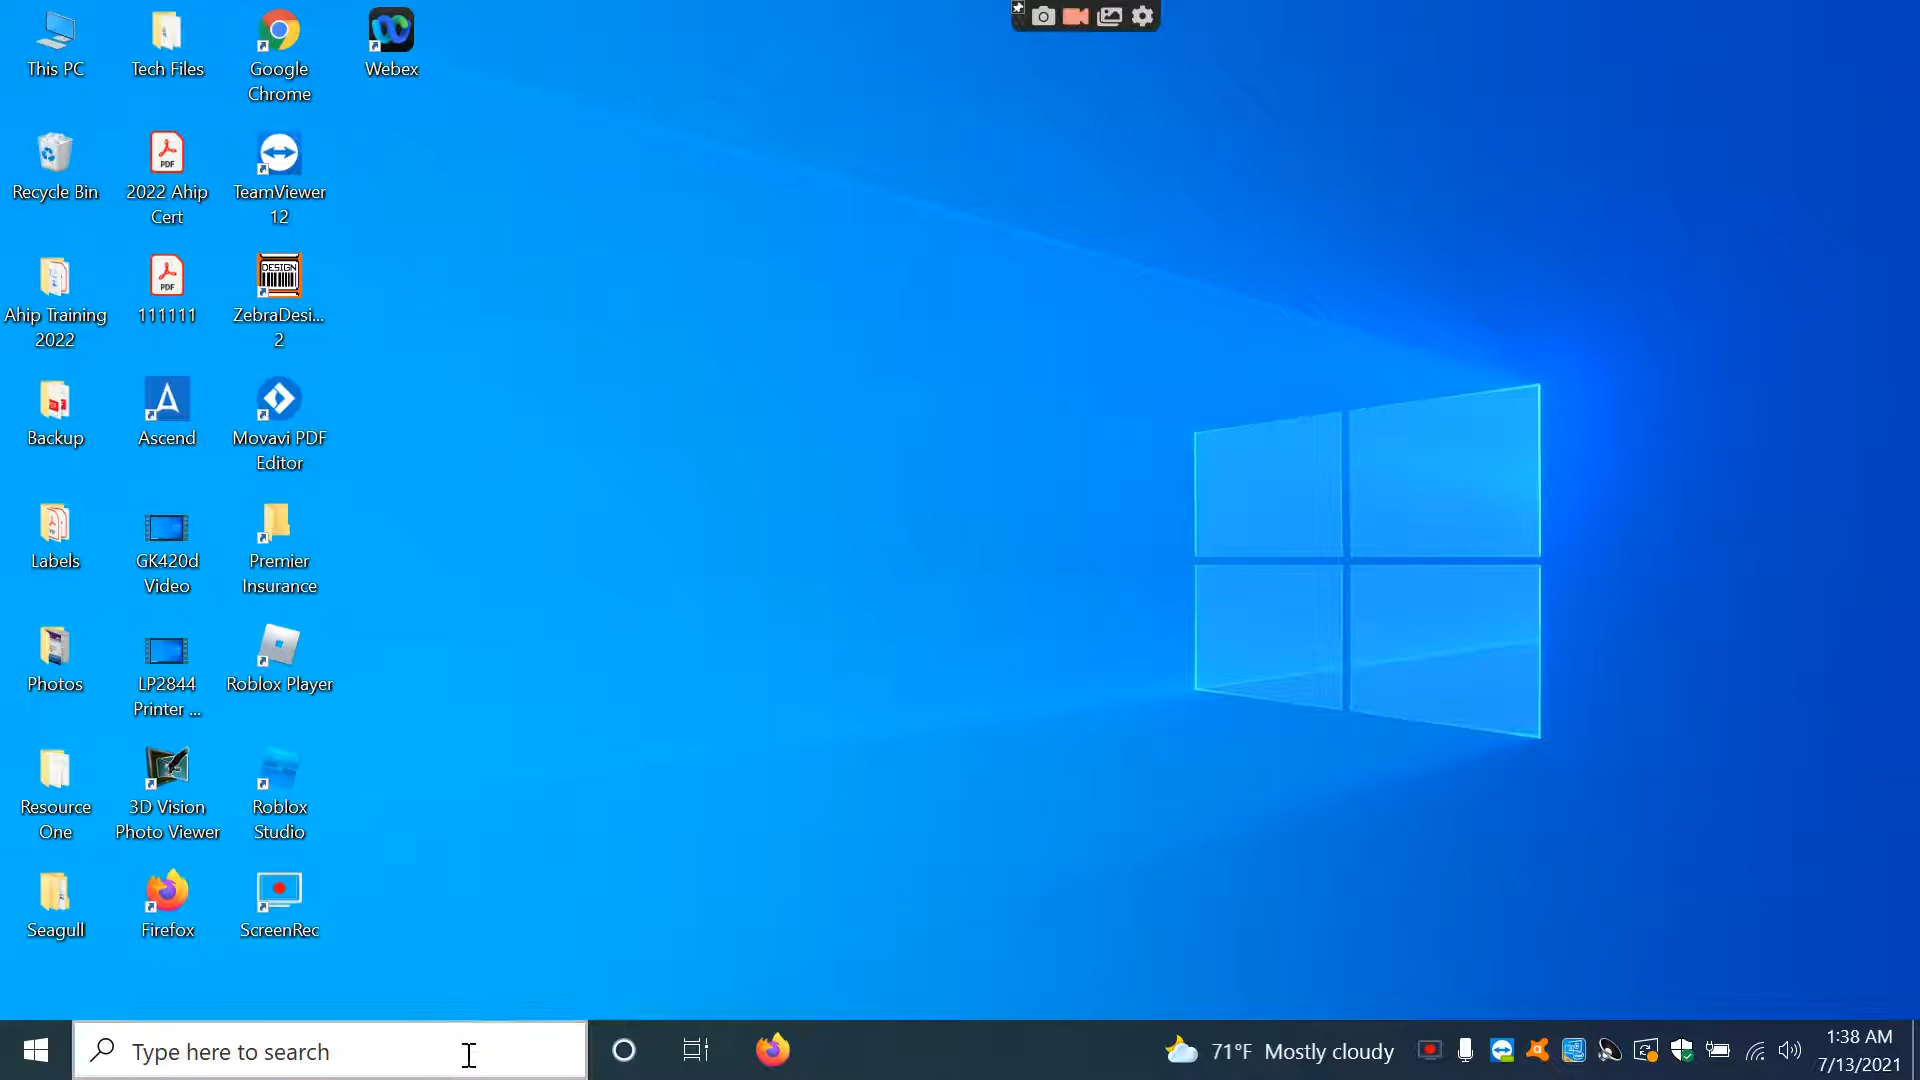 This PC
Tech Files
Google
Chrome
Webex
Recycle Bin
PDF
2022 Ahip
Cert
TeamViewer
12
Ahip Training
2022
PDF
111111
DESIGN
ZebraDesi...
2
Backup
Ascend
Movavi PDF
Editor
Labels
GK420d
Video
Premier
Insurance
Photos
LP2844
Printer ...
Roblox Player
Resource
One
3D Vision
Photo Viewer
Roblox
Studio
Seagull
Firefox
ScreenRec
Type here to search
71°F Mostly cloudy
1:38 AM
7/13/2021